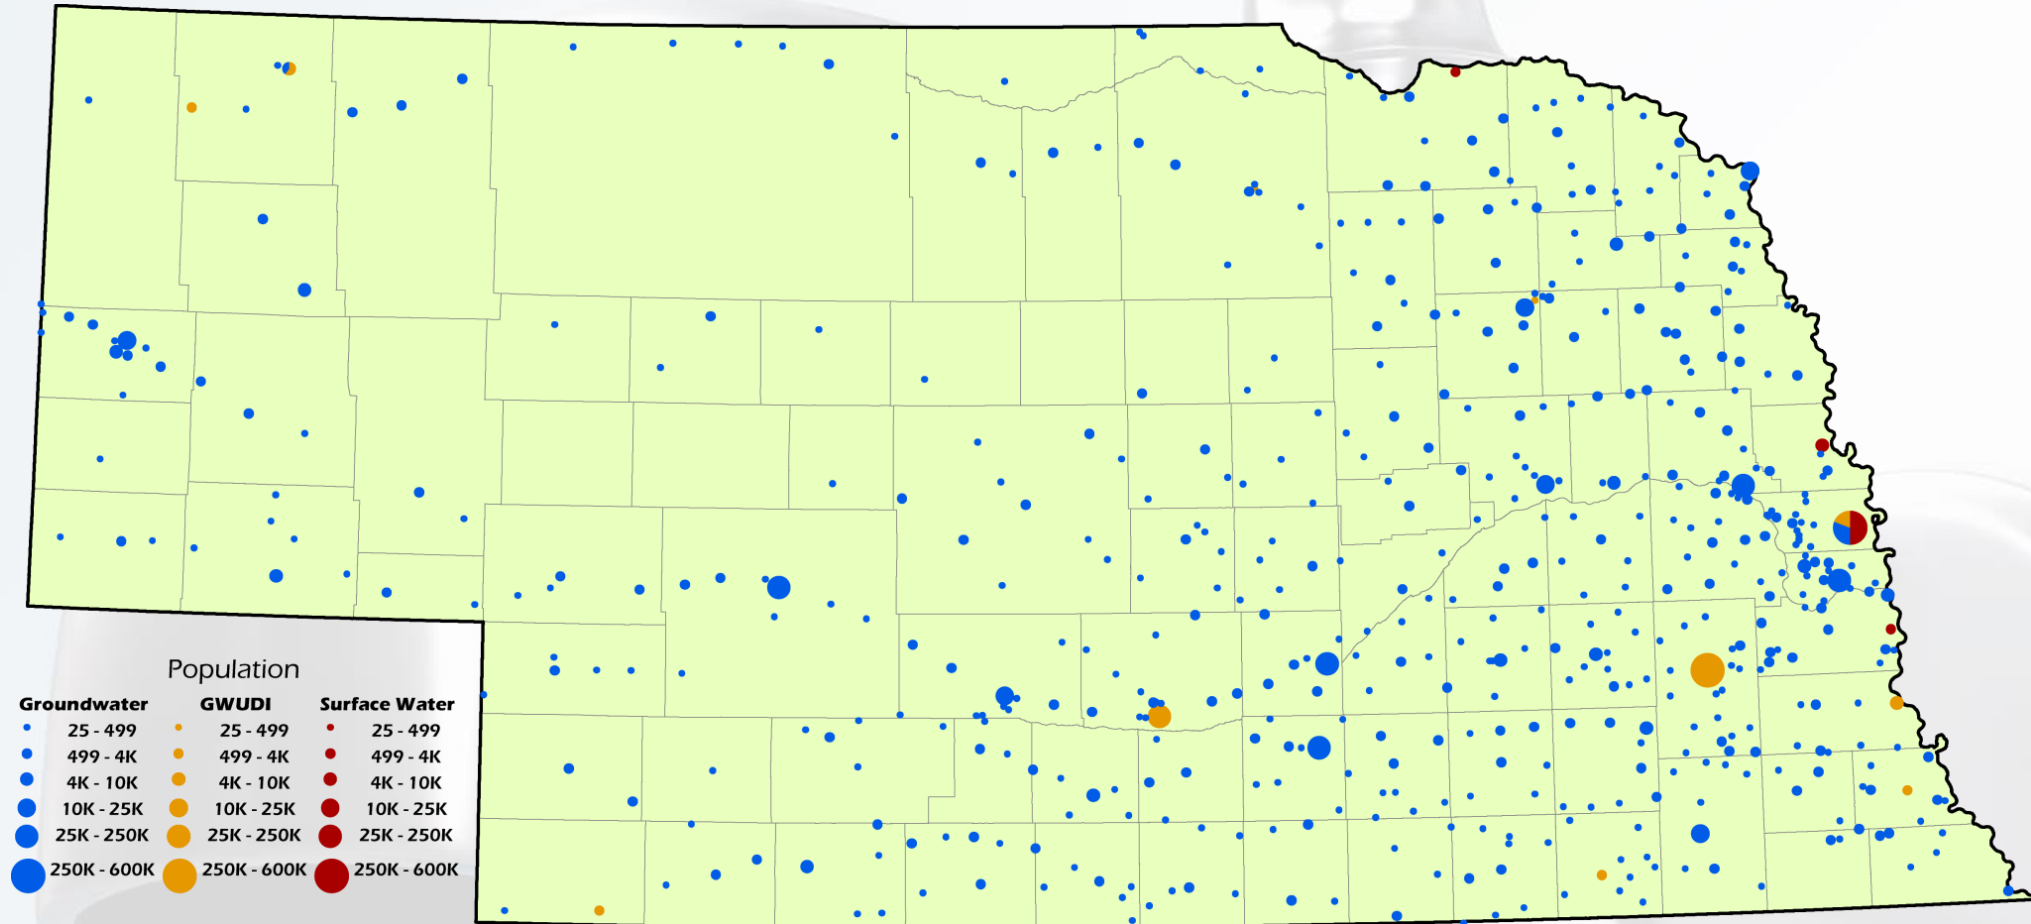 Population
Groundwater GWUDI Surface Water
25 - 499 25 - 499 25 - 499
499 - 4K 499 - 4K 499 - 4K
4K - 10K 4K - 10K 4K - 10K
10K - 25K 10K - 25K 10K - 25K
25K - 250K 25K - 250K 25K - 250K
250K - 600K 250K - 600K 250K - 600K